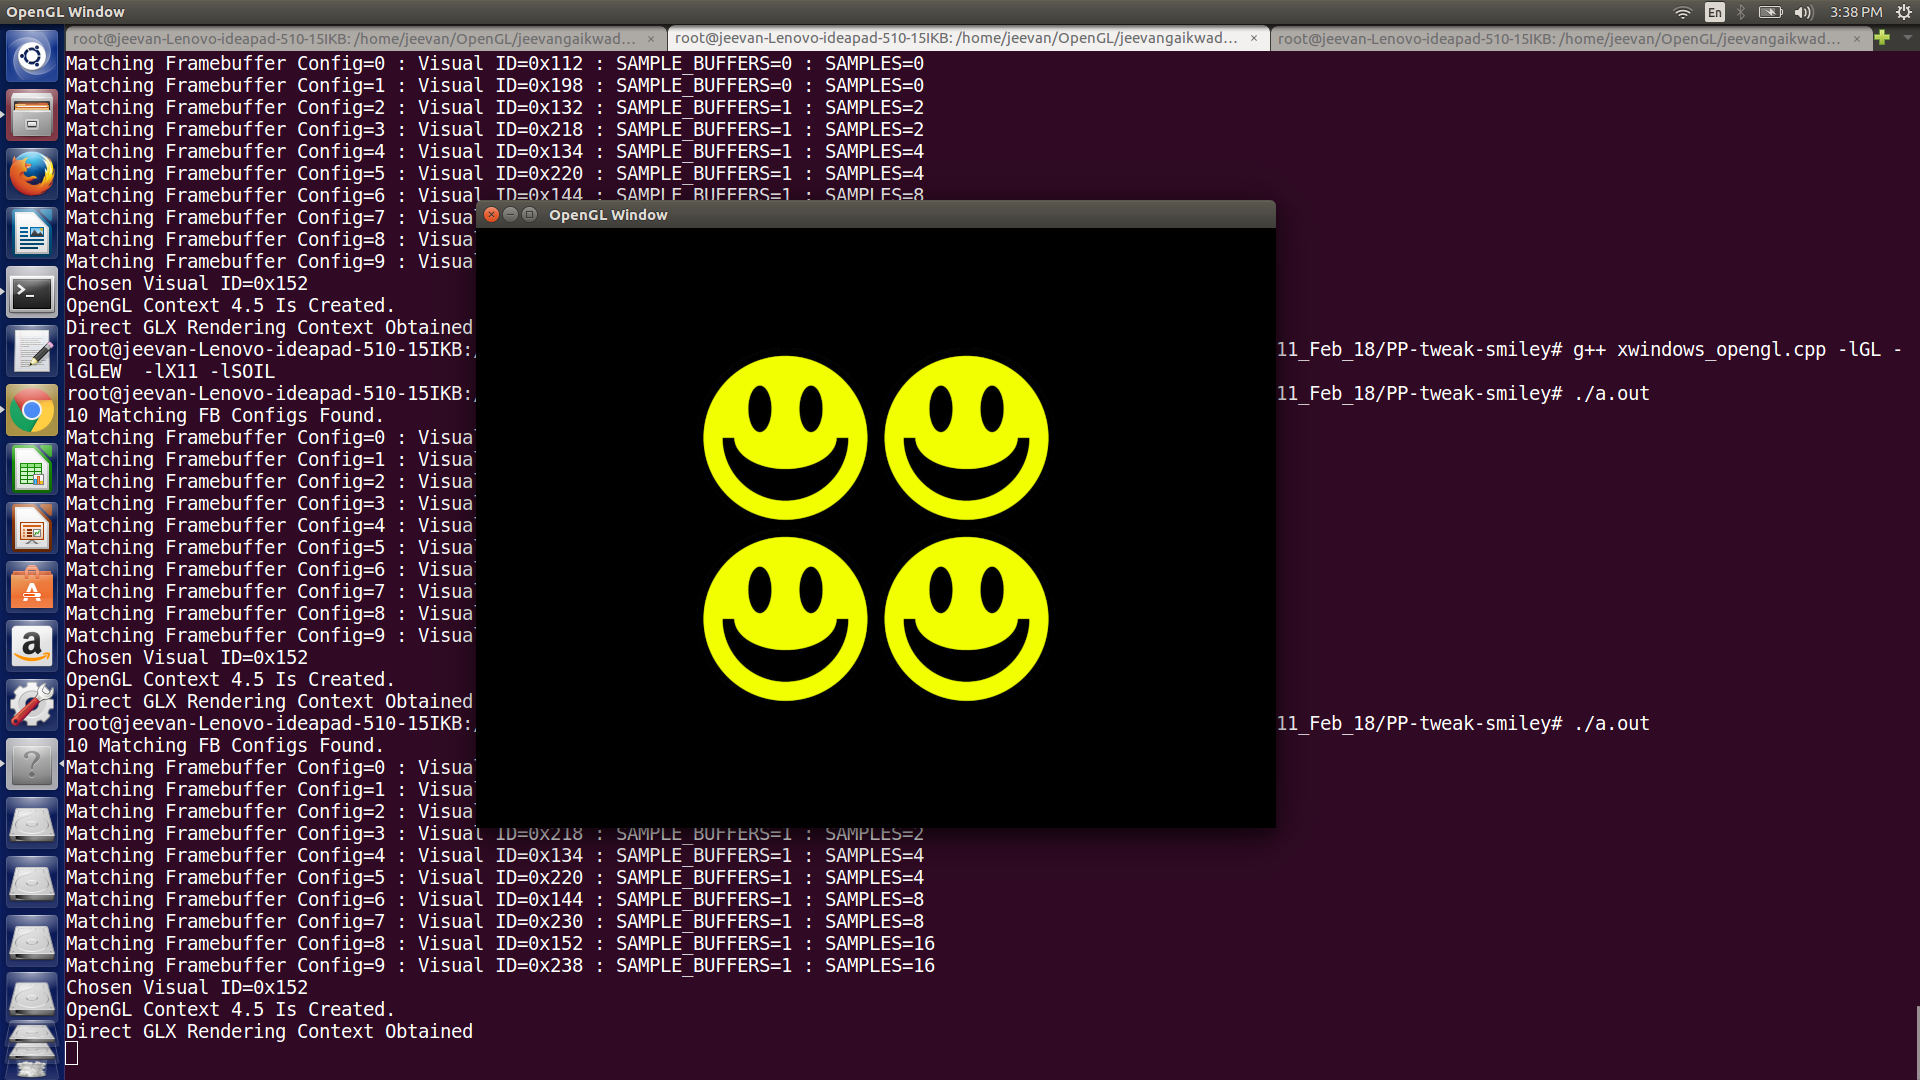 OpenGL Window
En
3:38 PM
root@jeevan-Lenovo-ideapad-510-15IKB: /home/jeevan/OpenGL/jeevangaikwad... ×
root@jeevan-Lenovo-ideapad-510-15IKB: /home/jeevan/OpenGL/jeevangaikwad... ×
root@jeevan-Lenovo-ideapad-510-15IKB: /home/jeevan/OpenGL/jeevangaikwad... ×
Matching Framebuffer Config=0 : Visual ID=0x112 : SAMPLE_BUFFERS=0 : SAMPLES=0
Matching Framebuffer Config=1 : Visual ID=0x198 : SAMPLE_BUFFERS=0 : SAMPLES=0
Matching Framebuffer Config=2 : Visual ID=0x132 : SAMPLE_BUFFERS=1 : SAMPLES=2
Matching Framebuffer Config=3 : Visual ID=0x218 : SAMPLE_BUFFERS=1 : SAMPLES=2
Matching Framebuffer Config=4 : Visual ID=0x134 : SAMPLE_BUFFERS=1 : SAMPLES=4
Matching Framebuffer Config=5 : Visual ID=0x220 : SAMPLE_BUFFERS=1 : SAMPLES=4
Matching Framebuffer Config=6 : Visual ID=0x144 : SAMPLE_BUFFERS=1 : SAMPLES=8
Matching Framebuffer Config=7 : Visua
Matching Framebuffer Config=8 : Visua
Matching Framebuffer Config=9 : Visua
Chosen Visual ID=0x152
OpenGL Context 4.5 Is Created.
Direct GLX Rendering Context Obtained
root@jeevan-Lenovo-ideapad-510-15IKB:/ 11_Feb_18/PP-tweak-smiley# g++ xwindows_opengl.cpp -lGL -
lGLEW  -lX11 -lSOIL
root@jeevan-Lenovo-ideapad-510-15IKB:/ 11_Feb_18/PP-tweak-smiley# ./a.out
10 Matching FB Configs Found.
Matching Framebuffer Config=0 : Visua
Matching Framebuffer Config=1 : Visua
Matching Framebuffer Config=2 : Visua
Matching Framebuffer Config=3 : Visua
Matching Framebuffer Config=4 : Visua
Matching Framebuffer Config=5 : Visua
Matching Framebuffer Config=6 : Visua
Matching Framebuffer Config=7 : Visua
Matching Framebuffer Config=8 : Visua
Matching Framebuffer Config=9 : Visua
Chosen Visual ID=0x152
OpenGL Context 4.5 Is Created.
Direct GLX Rendering Context Obtained
root@jeevan-Lenovo-ideapad-510-15IKB:/ 11_Feb_18/PP-tweak-smiley# ./a.out
10 Matching FB Configs Found.
Matching Framebuffer Config=0 : Visua
Matching Framebuffer Config=1 : Visua
Matching Framebuffer Config=2 : Visua
Matching Framebuffer Config=3 : Visual ID=0x218 : SAMPLE_BUFFERS=1 : SAMPLES=2
Matching Framebuffer Config=4 : Visual ID=0x134 : SAMPLE_BUFFERS=1 : SAMPLES=4
Matching Framebuffer Config=5 : Visual ID=0x220 : SAMPLE_BUFFERS=1 : SAMPLES=4
Matching Framebuffer Config=6 : Visual ID=0x144 : SAMPLE_BUFFERS=1 : SAMPLES=8
Matching Framebuffer Config=7 : Visual ID=0x230 : SAMPLE_BUFFERS=1 : SAMPLES=8
Matching Framebuffer Config=8 : Visual ID=0x152 : SAMPLE_BUFFERS=1 : SAMPLES=16
Matching Framebuffer Config=9 : Visual ID=0x238 : SAMPLE_BUFFERS=1 : SAMPLES=16
Chosen Visual ID=0x152
OpenGL Context 4.5 Is Created.
Direct GLX Rendering Context Obtained
OpenGL Window